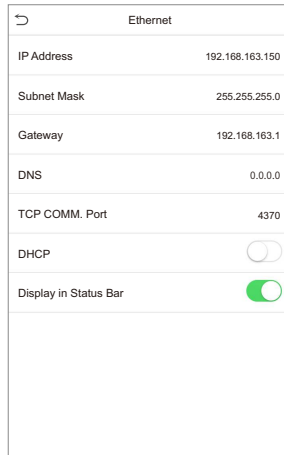 Ethernet
IP Address 192.168.163.150
Subnet Mask 255.255.255.0
Gateway 192.168.163.1
DNS 0.0.0.0
TCP COMM. Port 4370
DHCP
Display in Status Bar